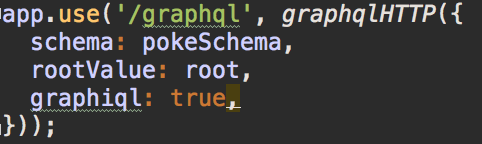 app.use('/graphql', graphqlHTTP({
schema: pokeSchema,
rootValue: root,
graphiql: true,
}));